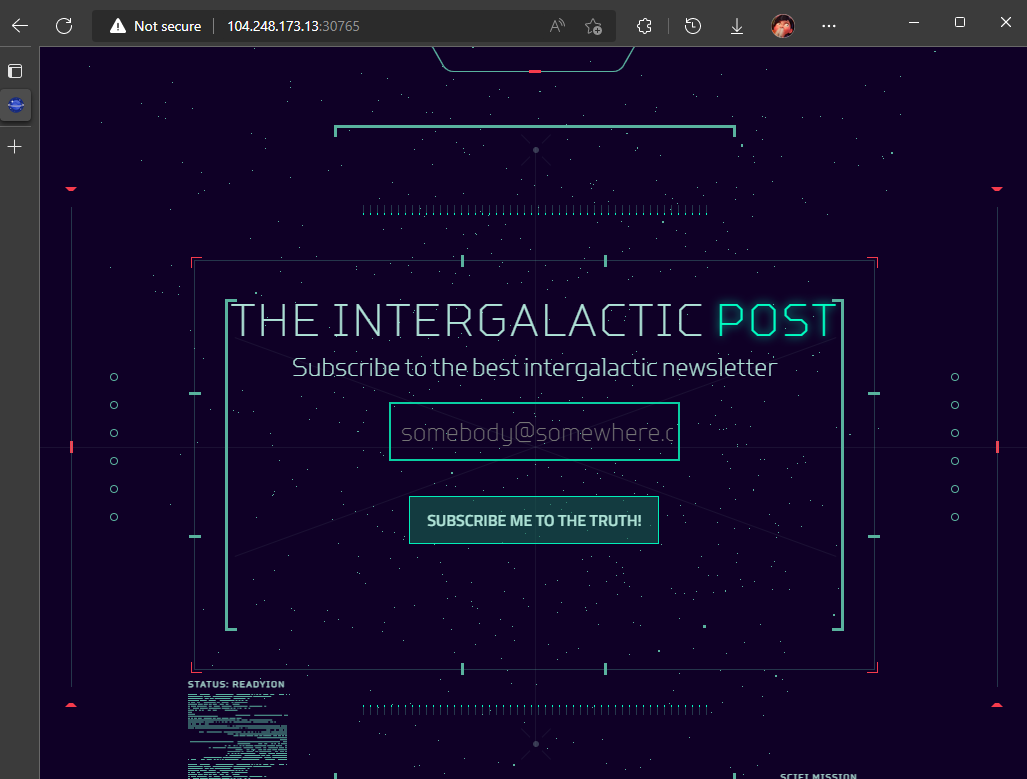 Not secure
104.248.173.13:30765
THE INTERGALACTIC POST
Subscribe to the best intergalactic newsletter
somebody@somewhere.c
SUBSCRIBE ME TO THE TRUTH!
STATUS: READYION
SCIFI MISSION